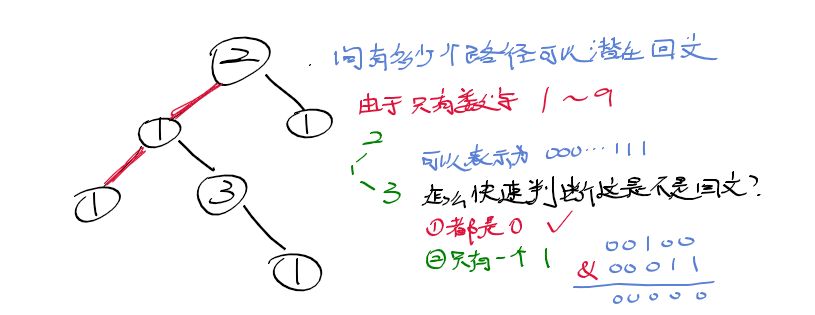 2
问有多少个路径可以潜在回文
1
1
由于只有数字 1~9
1
3
1
2
1
3
可以表示为 000…111
怎么快速判断这是不是回文?
①都是0 ✓
②只有一个 1
00100
& 00011
00000